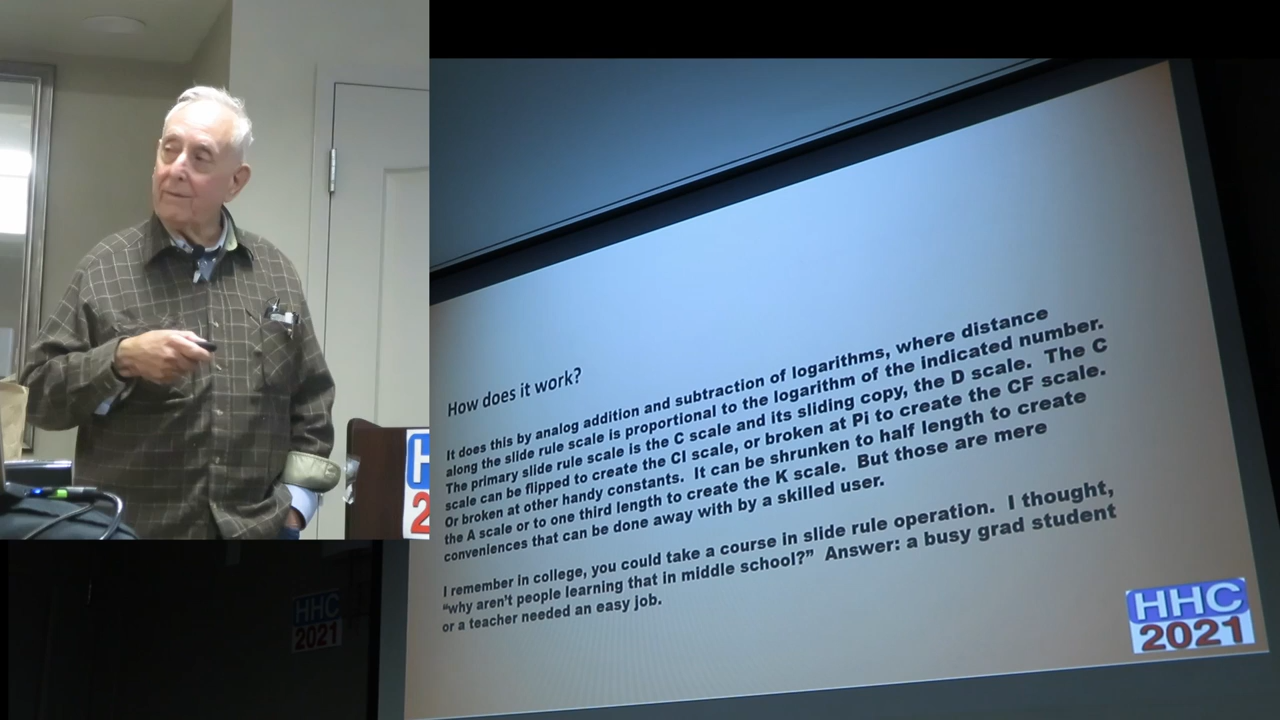 How does it work?
It does this by analog addition and subtraction of logarithms, where distance
along the slide rule scale is proportional to the logarithm of the indicated number.
The primary slide rule scale is the C scale and its sliding copy, the D scale.  The C
scale can be flipped to create the CI scale, or broken at Pi to create the CF scale.
Or broken at other handy constants.  It can be shrunken to half length to create
the A scale or to one third length to create the K scale.  But those are mere
conveniences that can be done away with by a skilled user.
I remember in college, you could take a course in slide rule operation.  I thought,
“why aren’t people learning that in middle school?”  Answer: a busy grad student
or a teacher needed an easy job.
HHC
2021
HHC
2021
H
2